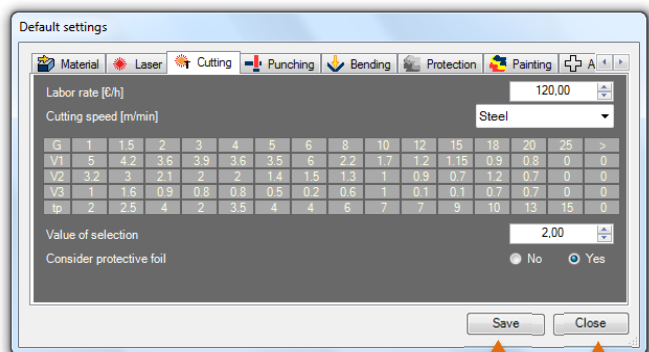 Default settings
Material Laser Cutting Punching Bending Protection Painting A
Labor rate [€/h] 120,00
Cutting speed [m/min] Steel
G 1 1.5 2 3 4 5 6 8 10 12 15 18 20 25 >
V1 5 4.2 3.6 3.9 3.6 3.5 6 2.2 1.7 1.2 1.15 0.9 0.8 0 0
V2 3.2 3 2.1 2 2 1.4 1.5 1.3 1 0.9 0.7 1.2 0.7 0 0
V3 1 1.6 0.9 0.8 0.8 0.5 0.2 0.6 1 0.1 0.1 0.7 0.7 0 0
tp 2 2.5 4 2 3.5 4 4 6 7 7 9 10 13 15 0
Value of selection 2,00
Consider protective foil No Yes
Save Close